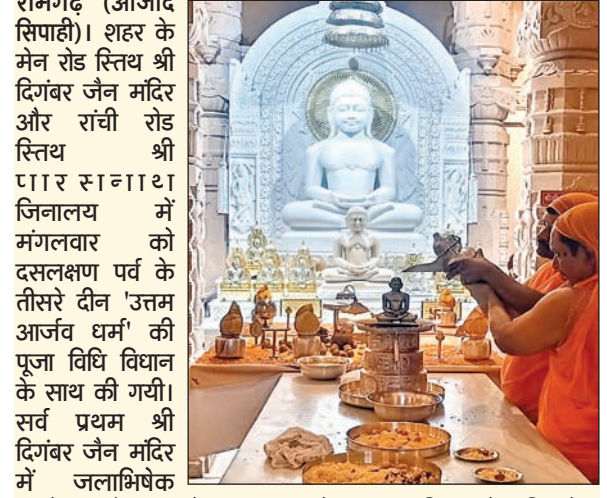 रामगढ़ (आजाद
सिपाही)। शहर के
मेन रोड स्तिथ श्री
दिगंबर जैन मंदिर
और रांची रोड
स्तिथ श्री
पारसनाथ
जिनालय में
मंगलवार को
दसलक्षण पर्व के
तीसरे दीन 'उत्तम
आर्जव धर्म' की
पूजा विधि विधान
के साथ की गयी।
सर्व प्रथम श्री
दिगंबर जैन मंदिर
में जलाभिषेक